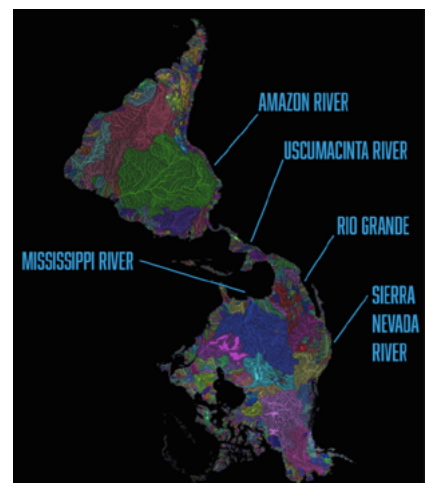 AMAZON RIVER
USCUMACINTA RIVER
RIO GRANDE
MISSISSIPPI RIVER
SIERRA
NEVADA
RIVER